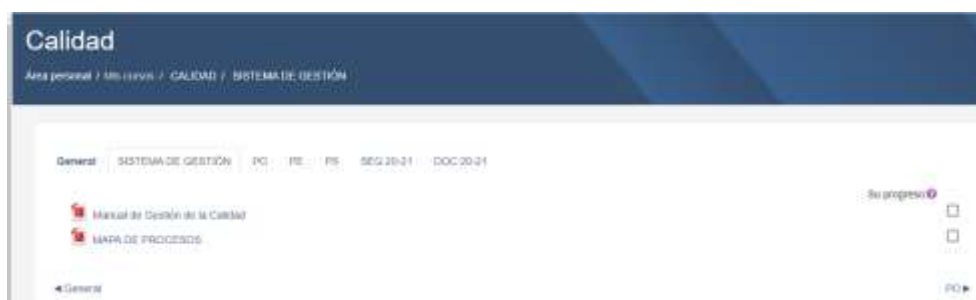 Calidad
Área personal / Mis cursos / CALIDAD / SISTEMA DE GESTIÓN
General SISTEMA DE GESTIÓN PO PE PS SEG 20-21 DOC 20-21
Su progreso
Manual de Gestión de la Calidad
MAPA DE PROCESOS
◄ General
PO ►